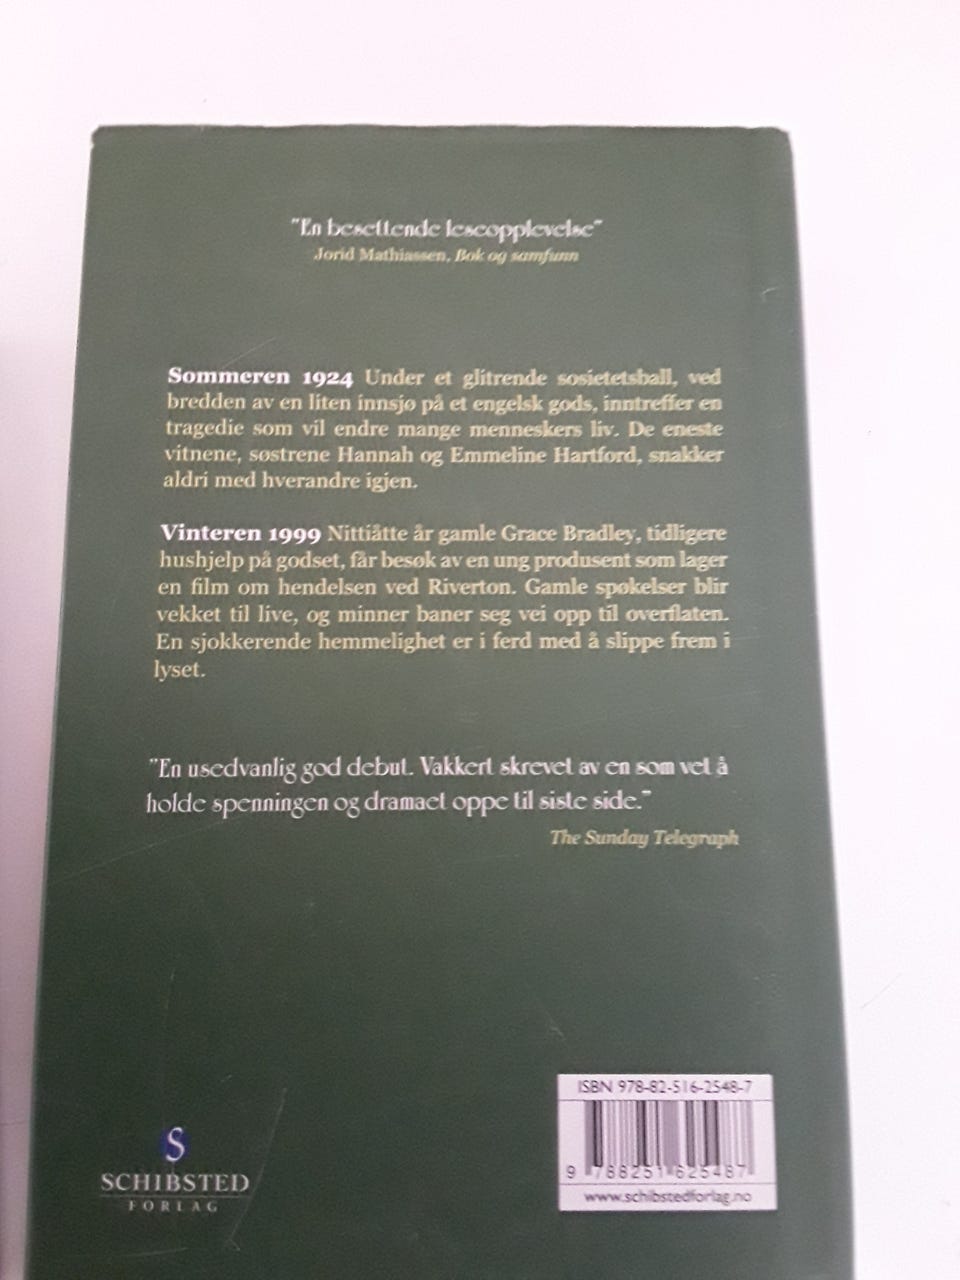 "En besettende leseopplevelse"
Jorid Mathiassen, Bok og samfunn
Sommeren 1924 Under et glitrende sosietetsball, ved
bredden av en liten innsjø på et engelsk gods, inntreffer en
tragedie som vil endre mange menneskers liv. De eneste
vitnene, søstrene Hannah og Emmeline Hartford, snakker
aldri med hverandre igjen.
Vinteren 1999 Nittiåtte år gamle Grace Bradley, tidligere
hushjelp på godset, får besøk av en ung produsent som lager
en film om hendelsen ved Riverton. Gamle spøkelser blir
vekket til live, og minner baner seg vei opp til overflaten.
En sjokkerende hemmelighet er i ferd med å slippe frem i
lyset.
"En usedvanlig god debut. Vakkert skrevet av en som vet å
holde spenningen og dramaet oppe til siste side."
The Sunday Telegraph
ISBN 978-82-516-2548-7
9 788251 625487
www.schibstedforlag.no
S
SCHIBSTED
FORLAG